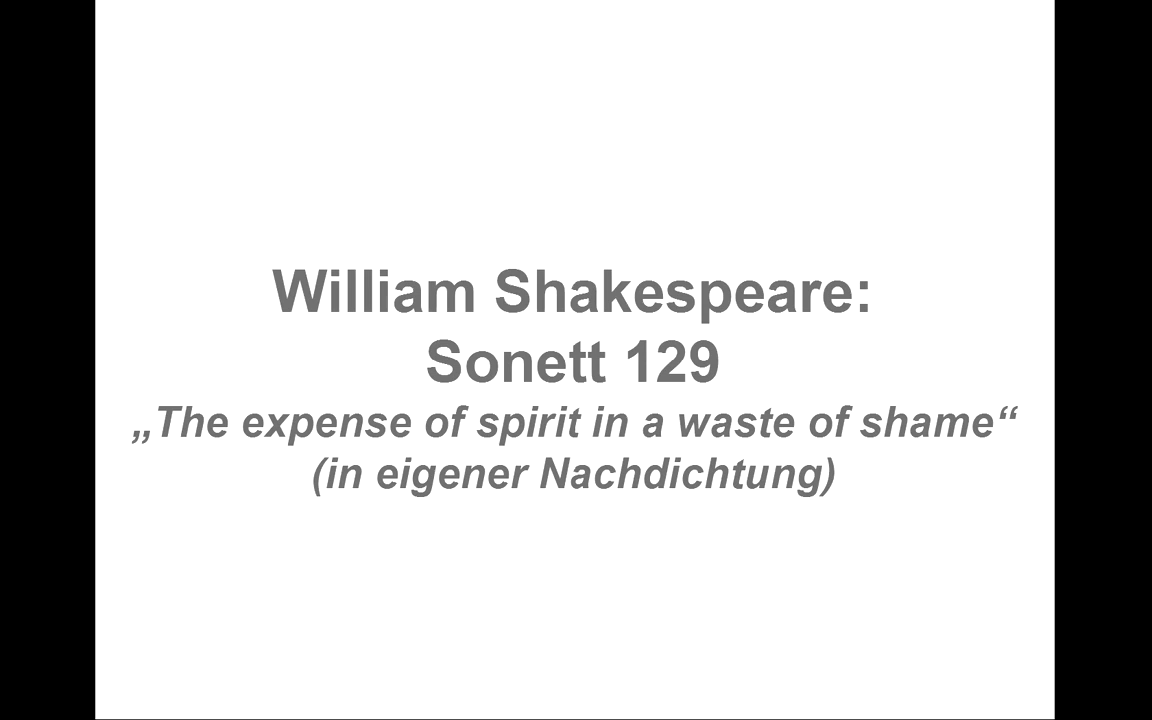 William Shakespeare:
Sonett 129
„The expense of spirit in a waste of shame“
(in eigener Nachdichtung)